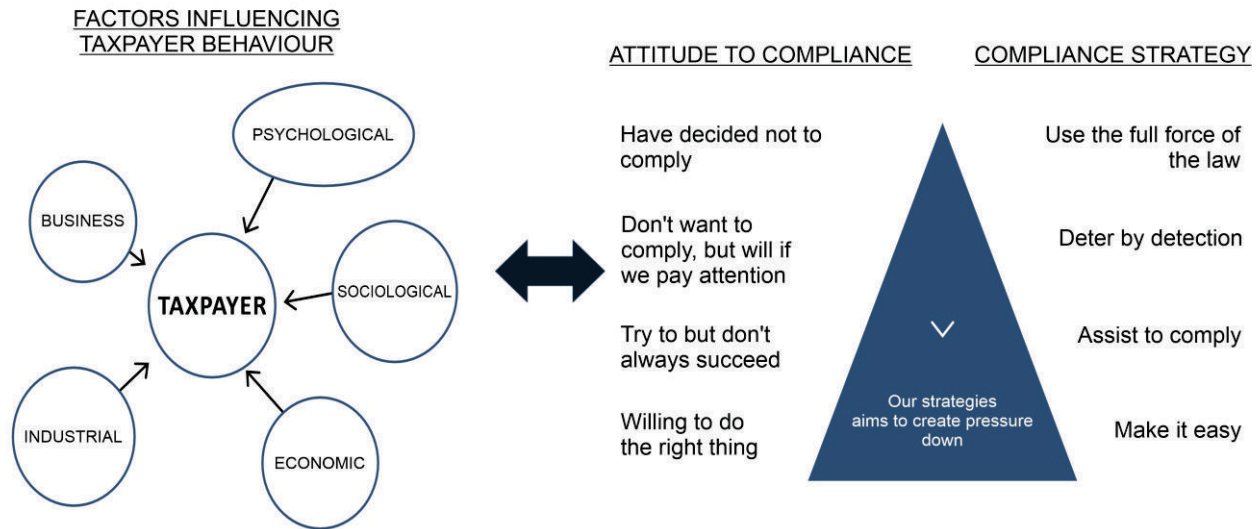 FACTORS INFLUENCING
TAXPAYER BEHAVIOUR
PSYCHOLOGICAL
BUSINESS
TAXPAYER
SOCIOLOGICAL
INDUSTRIAL
ECONOMIC
ATTITUDE TO COMPLIANCE
Have decided not to
comply
Don't want to
comply, but will if
we pay attention
Try to but don't
always succeed
Willing to do
the right thing
Our strategies
aims to create pressure
down
COMPLIANCE STRATEGY
Use the full force of
the law
Deter by detection
Assist to comply
Make it easy